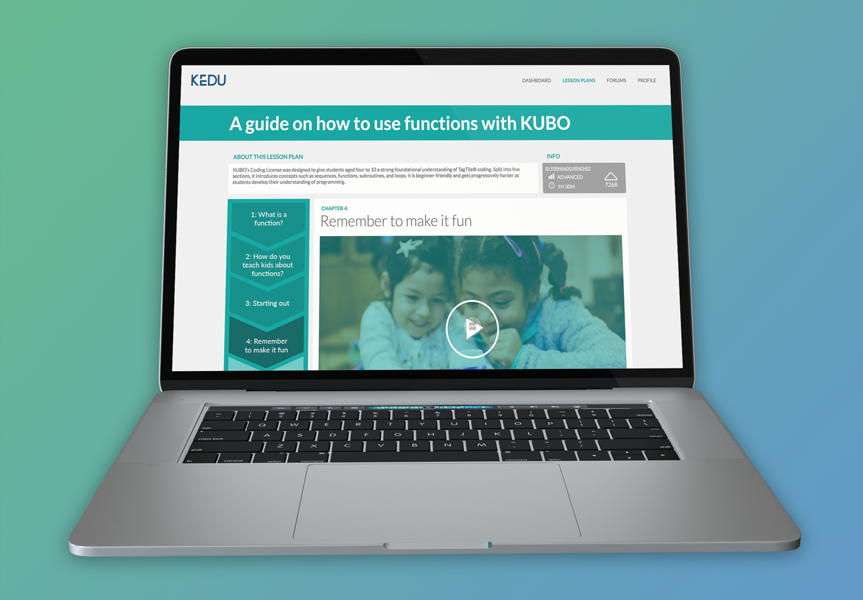 KEDU
DASHBOARD LESSON PLANS FORUMS PROFILE
A guide on how to use functions with KUBO
ABOUT THIS LESSON PLAN
KUBO's Coding License was designed to give students aged four to 10 a strong foundational understanding of TagTile® coding. Split into five
sections, it introduces concepts such as sequences, functions, subroutines, and loops. It is beginner-friendly and gets progressively harder as
students develop their understanding of programming.
INFO
ADVANCED
1H 30M
7268
1: What is a
function?
2: How do you
teach kids about
functions?
3: Starting out
4: Remember
to make it fun
CHAPTER 4:
Remember to make it fun
Q W E R T Y U I O P
A S D F G H J K L
Z X C V B N M